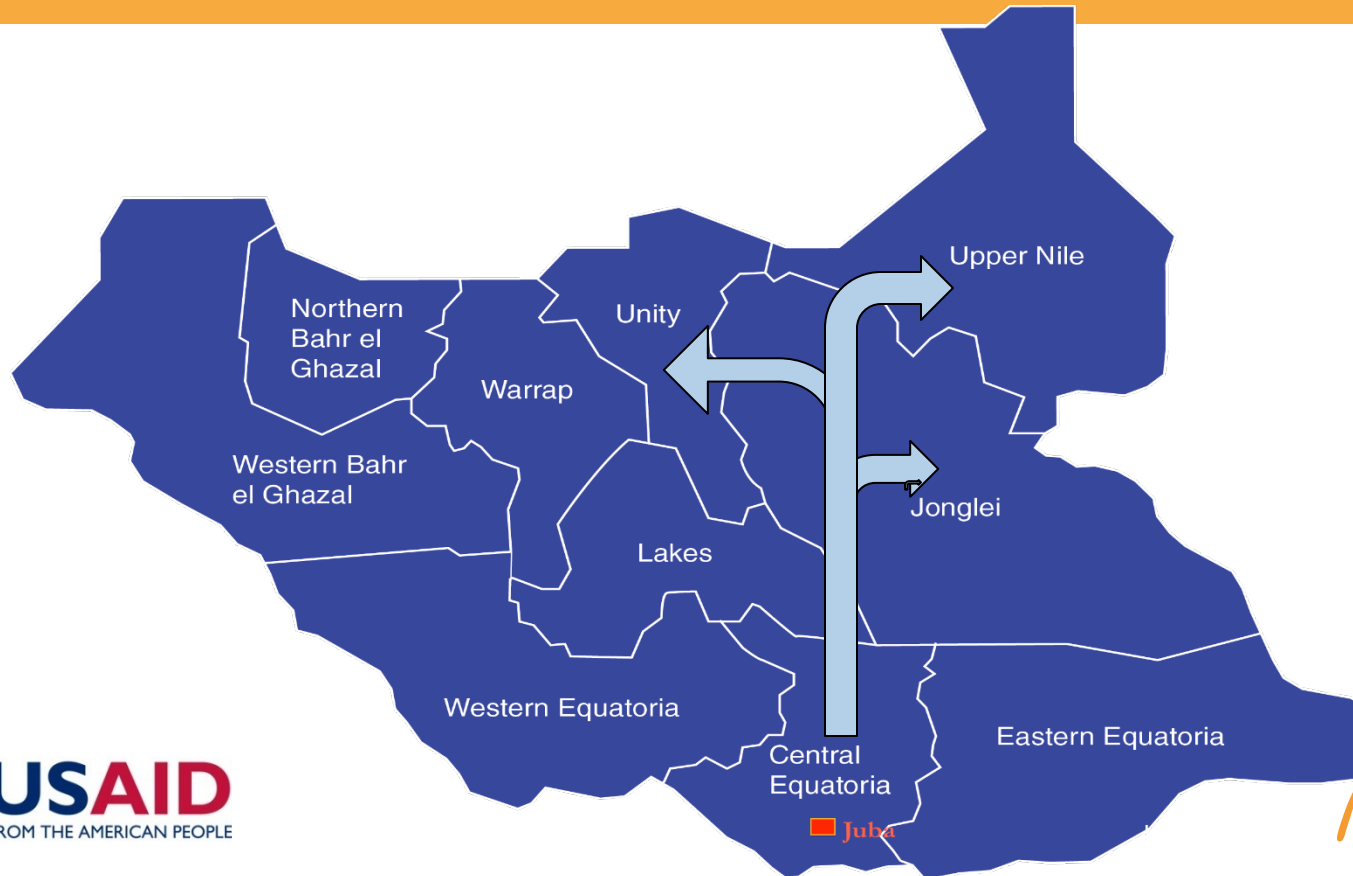 Upper Nile
Northern
Bahr el
Ghazal
Unity
Warrap
Western Bahr
el Ghazal
Jonglei
Lakes
Western Equatoria
Eastern Equatoria
Central
Equatoria
Juba
USAID
FROM THE AMERICAN PEOPLE